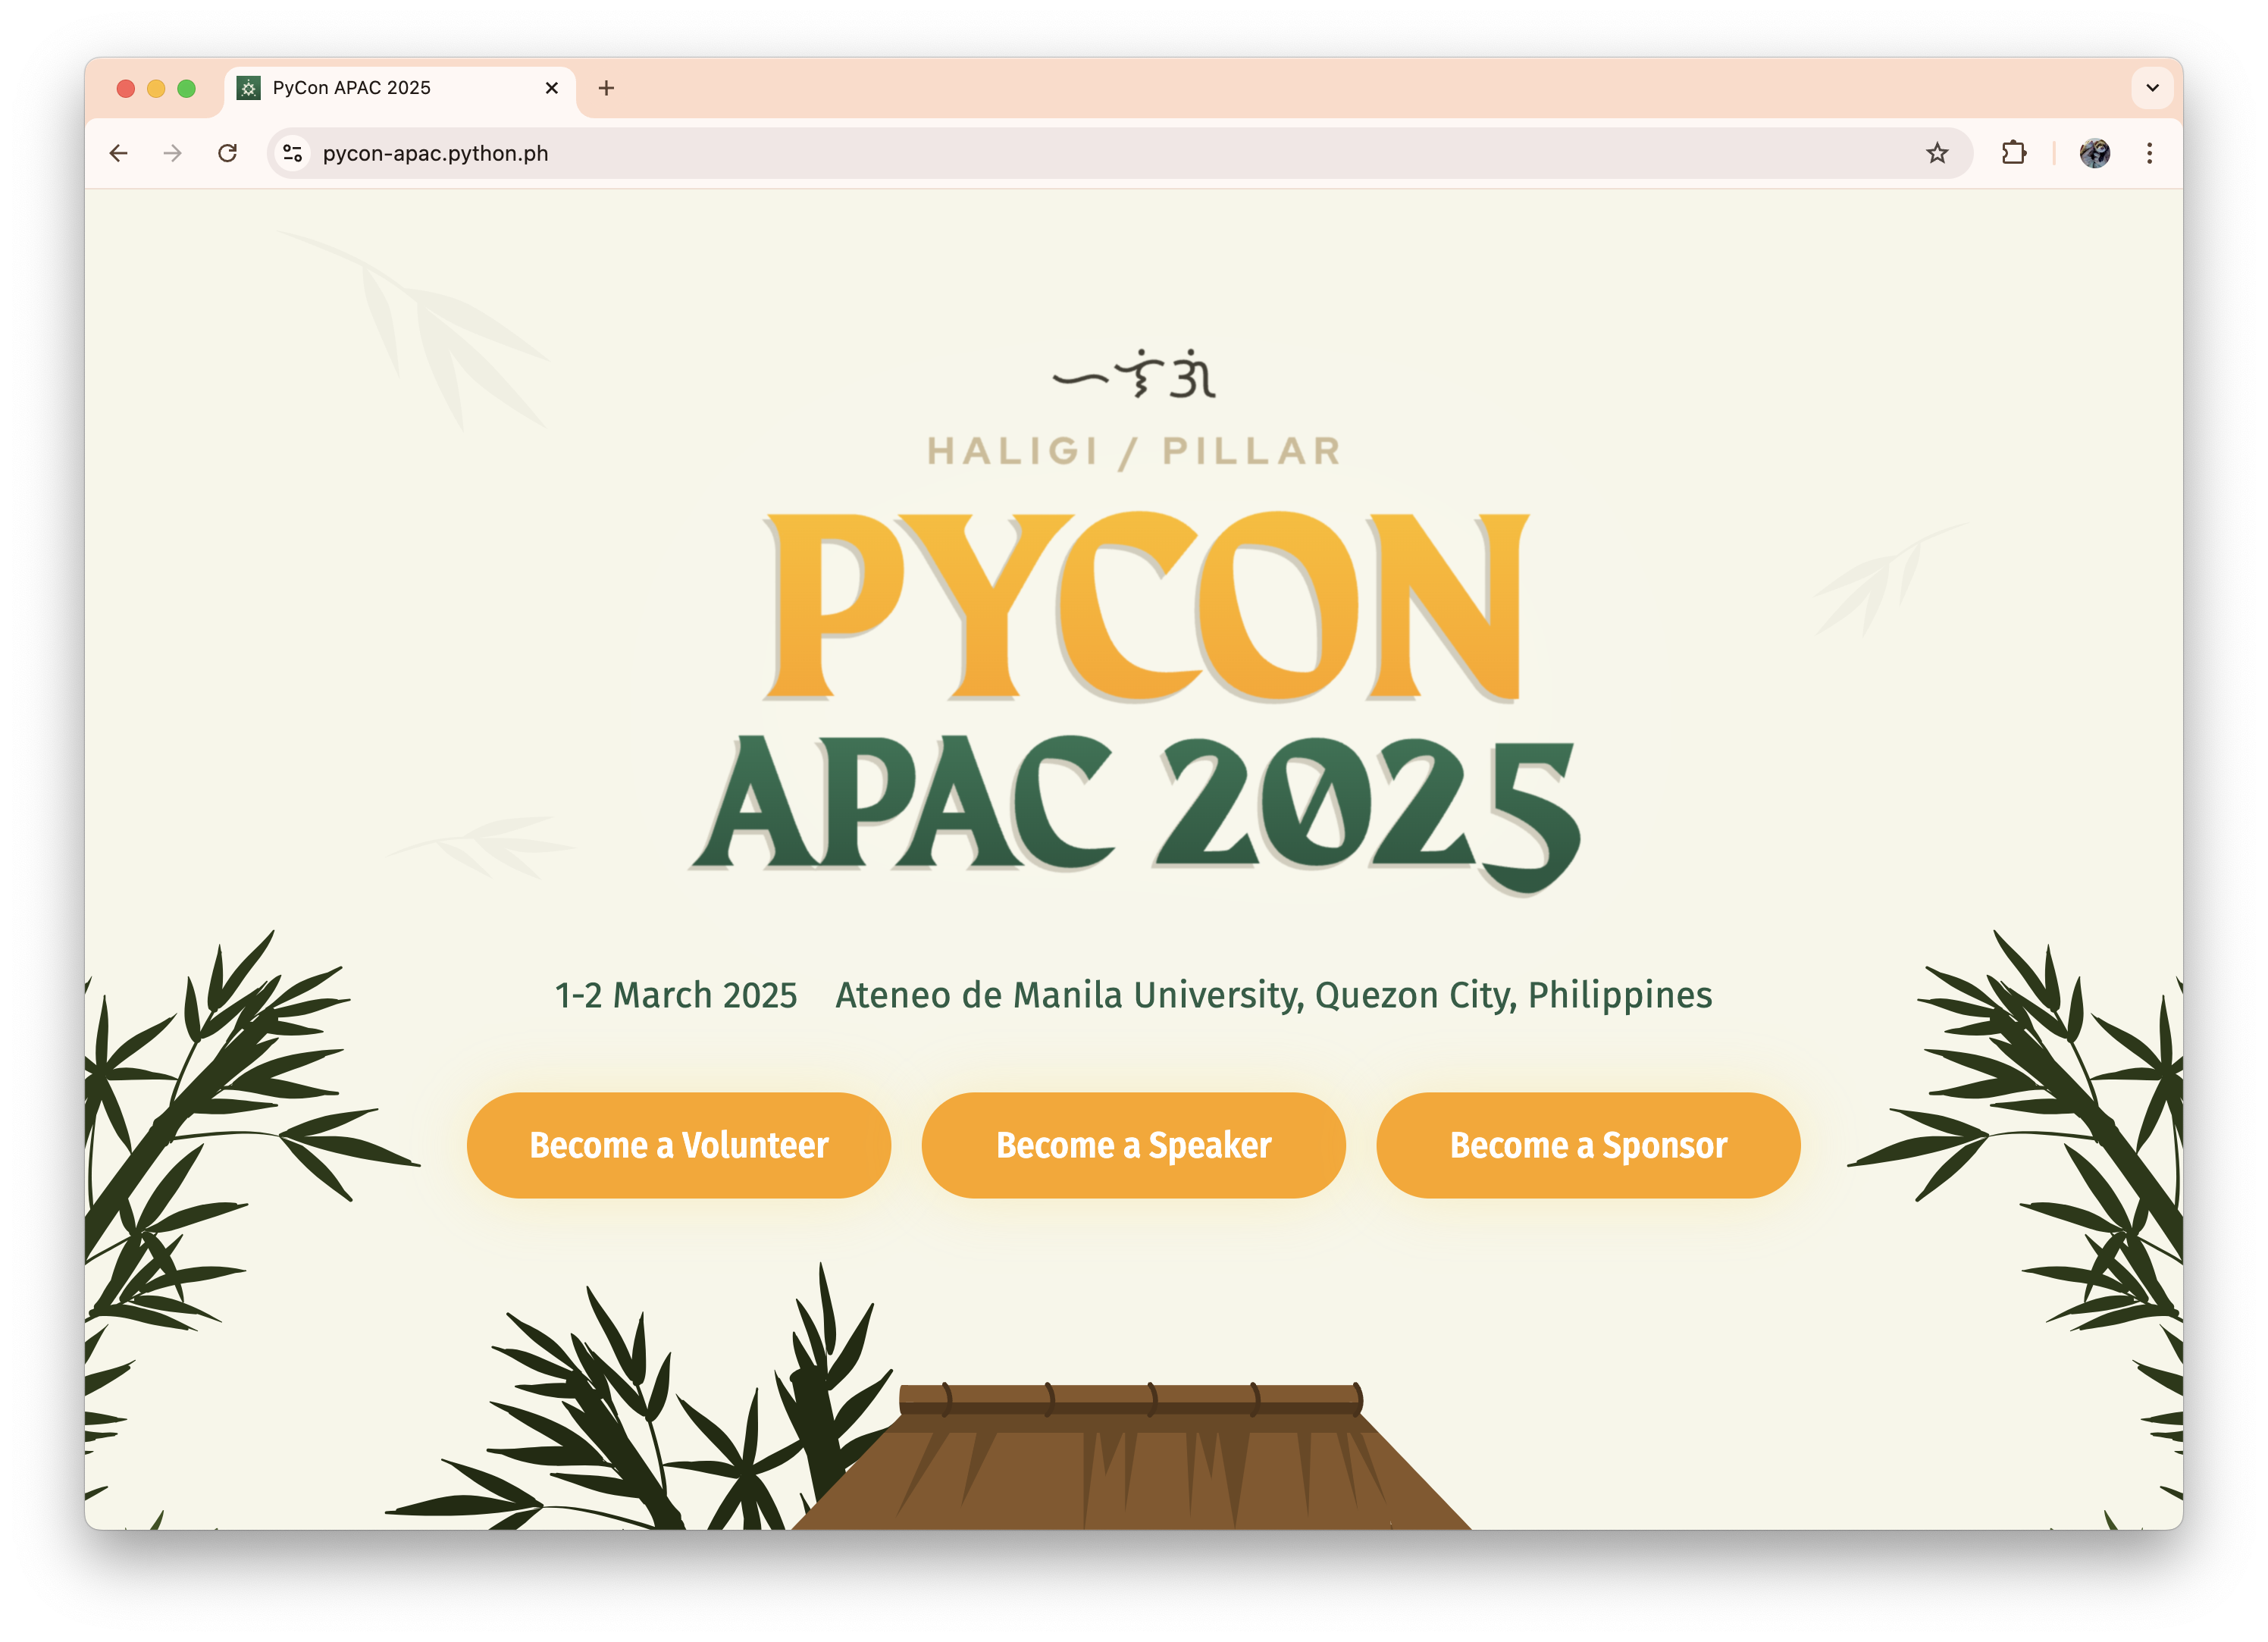 PyCon APAC 2025
pycon-apac.python.ph
ᜑᜎᜒᜄᜒ
HALIGI / PILLAR
PYCON
APAC 2025
1-2 March 2025 Ateneo de Manila University, Quezon City, Philippines
Become a Volunteer
Become a Speaker
Become a Sponsor